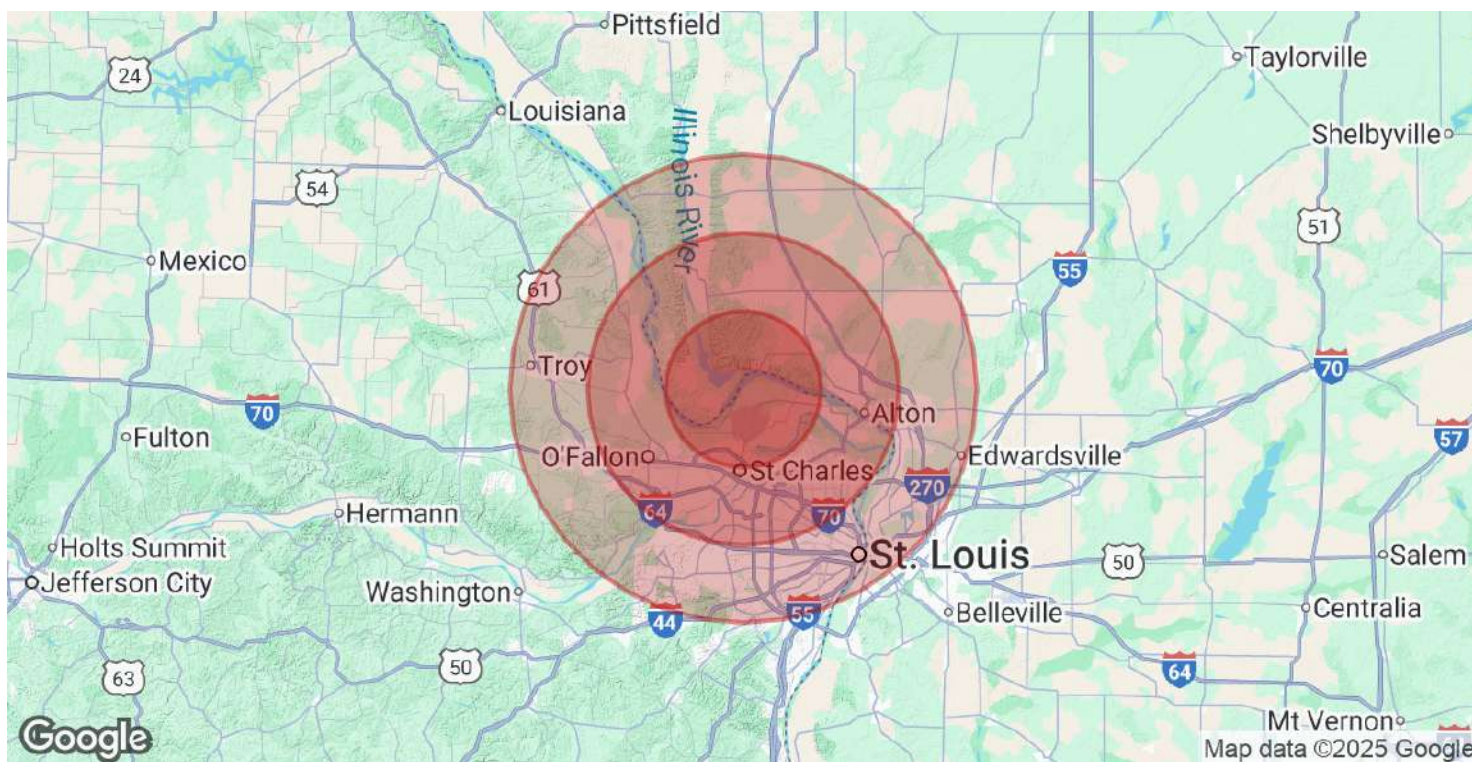 Pittsfield
24
Taylorville
Louisiana
Illinois River
Shelbyville
54
51
Mexico
61
55
Troy
70
70
Alton
Fulton
57
O'Fallon
St Charles
Edwardsville
270
64
70
Hermann
Holts Summit
St. Louis
50
Salem
Jefferson City
Washington
44
55
Belleville
Centralia
63
50
64
Mt Vernon
Google
Map data ©2025 Google